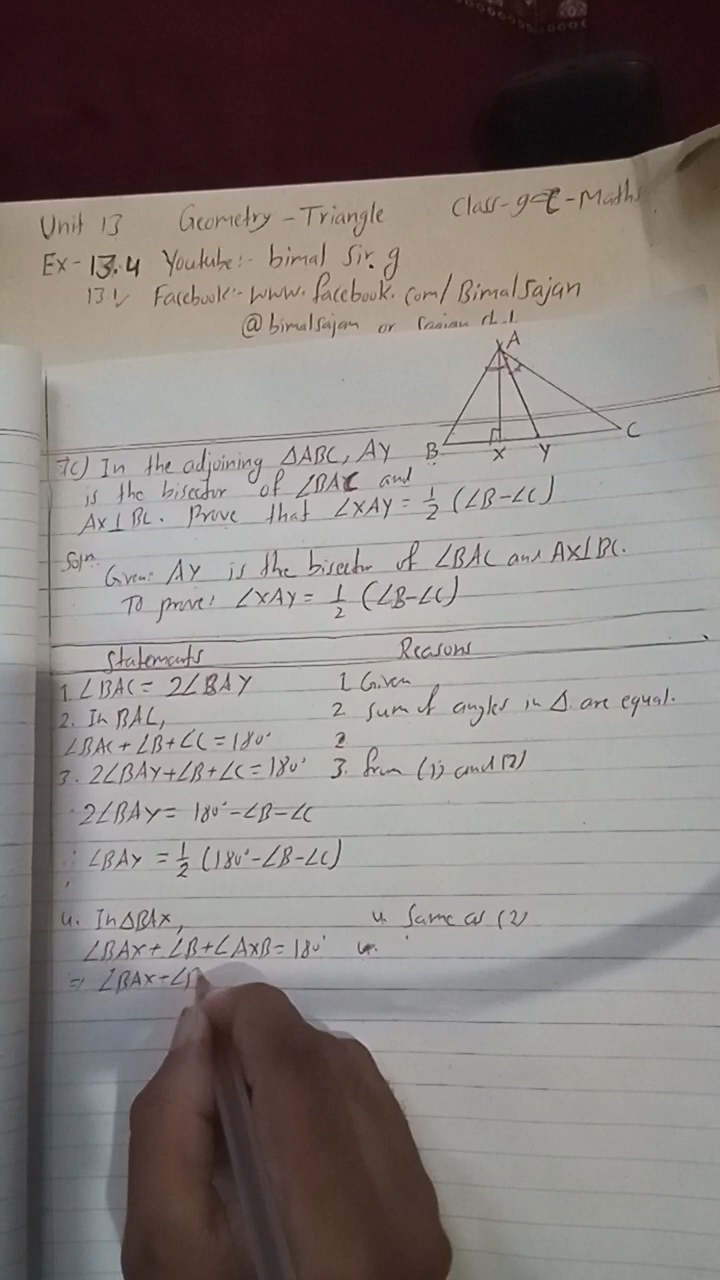 Unit 13 Geometry - Triangle Class-9 - Maths
Ex-13.4 Youtube:- bimal Sir. g
Facebook:- www.facebook.com/Bimalsajan
@bimalsajan or
A
B X Y C
7c) In the adjoining ΔABC, AY
is the bisector of ∠BAC and
AX⊥BC. Prove that ∠XAY = 1/2 (∠B-∠C)
Soln
Given: AY is the bisector of ∠BAC and AX⊥BC.
To prove: ∠XAY = 1/2 (∠B-∠C)
Statements Reasons
1. ∠BAC = 2∠BAY 1 Given
2. In BAC, 2 sum of angles in Δ are equal.
∠BAC+∠B+∠C=180° 2
3. 2∠BAY+∠B+∠C=180° 3. from (1) and (2)
2∠BAY = 180°-∠B-∠C
∴ ∠BAY = 1/2 (180°-∠B-∠C)
4. In ΔBAX, 4. Same as (2)
∠BAX+∠B+∠AXB=180°
⇒ ∠BAX+∠B